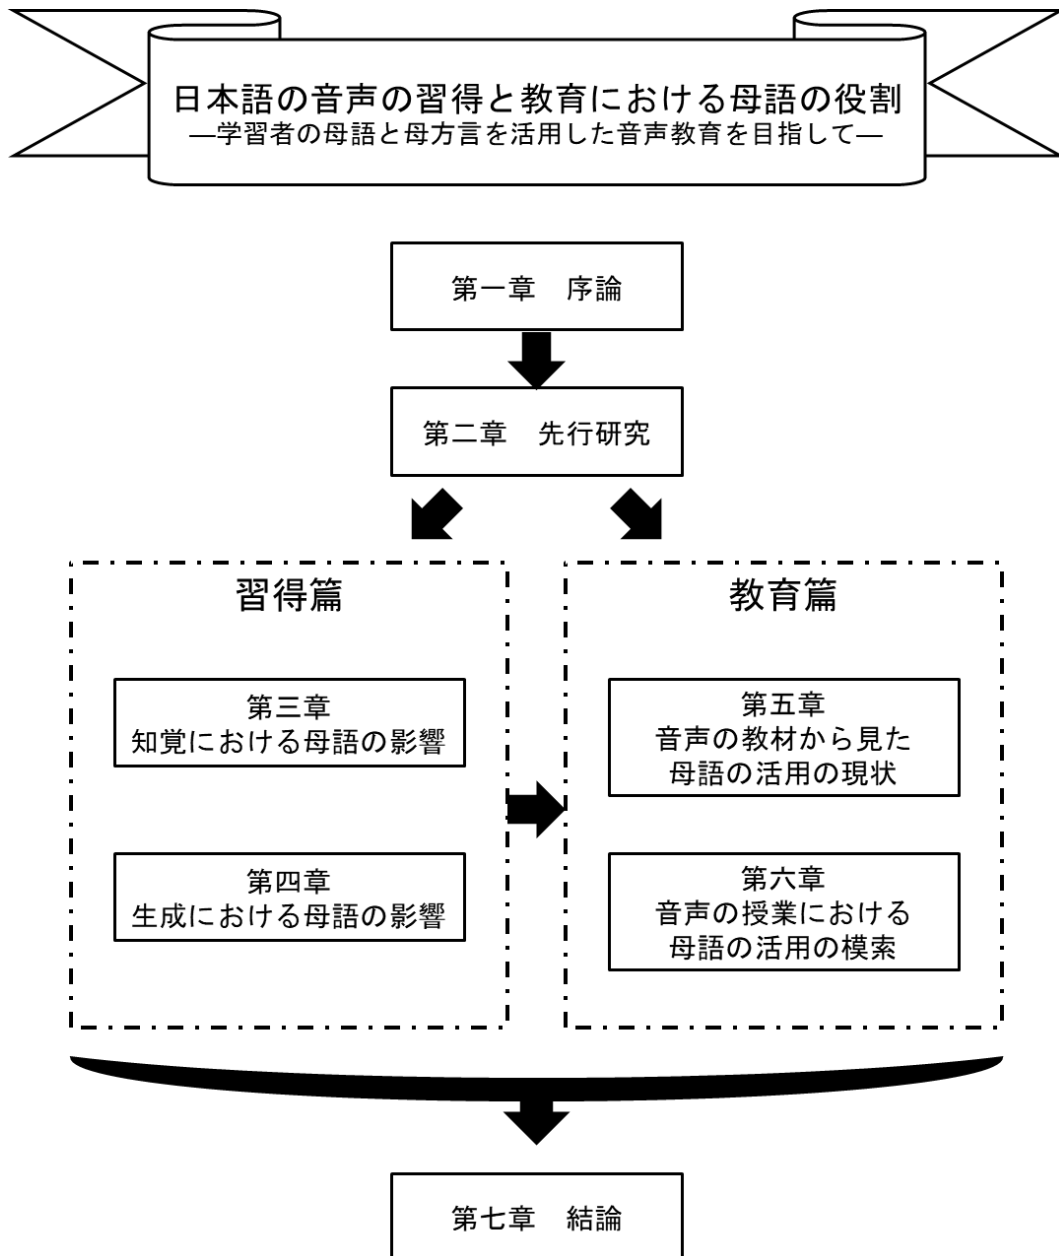 日本語の音声の習得と教育における母語の役割
―学習者の母語と母方言を活用した音声教育を目指して―
第一章　序論
第二章　先行研究
習得篇
第三章
知覚における母語の影響
第四章
生成における母語の影響
教育篇
第五章
音声の教材から見た
母語の活用の現状
第六章
音声の授業における
母語の活用の模索
第七章　結論